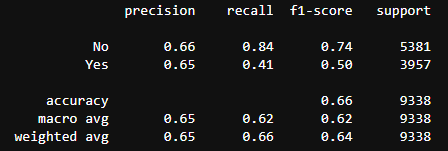 precision recall f1-score support
No 0.66 0.84 0.74 5381
Yes 0.65 0.41 0.50 3957
accuracy 0.66 9338
macro avg 0.65 0.62 0.62 9338
weighted avg 0.65 0.66 0.64 9338